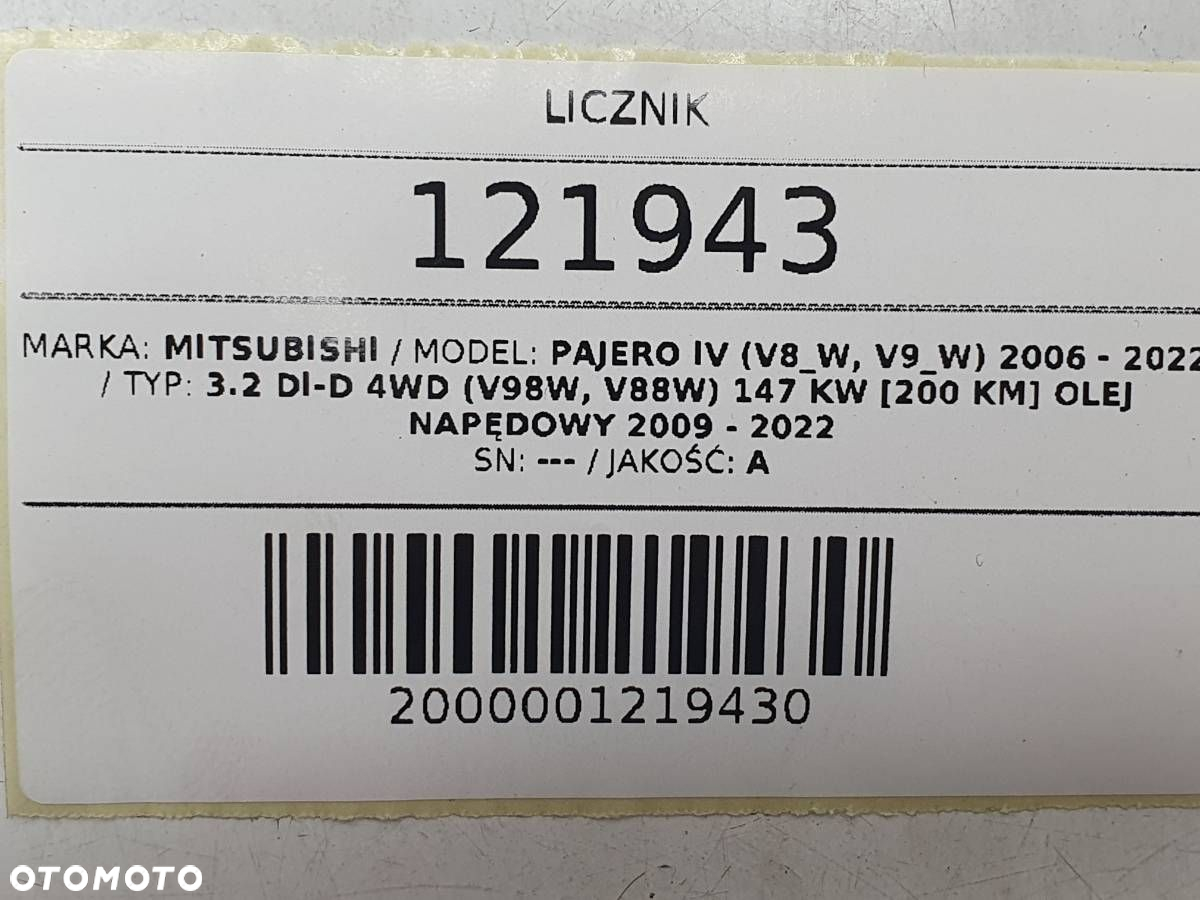 LICZNIK
121943
MARKA: MITSUBISHI / MODEL: PAJERO IV (V8_W, V9_W) 2006 - 2022
/ TYP: 3.2 DI-D 4WD (V98W, V88W) 147 KW [200 KM] OLEJ
NAPĘDOWY 2009 - 2022
SN: --- / JAKOŚĆ: A
2000001219430
OTOMOTO